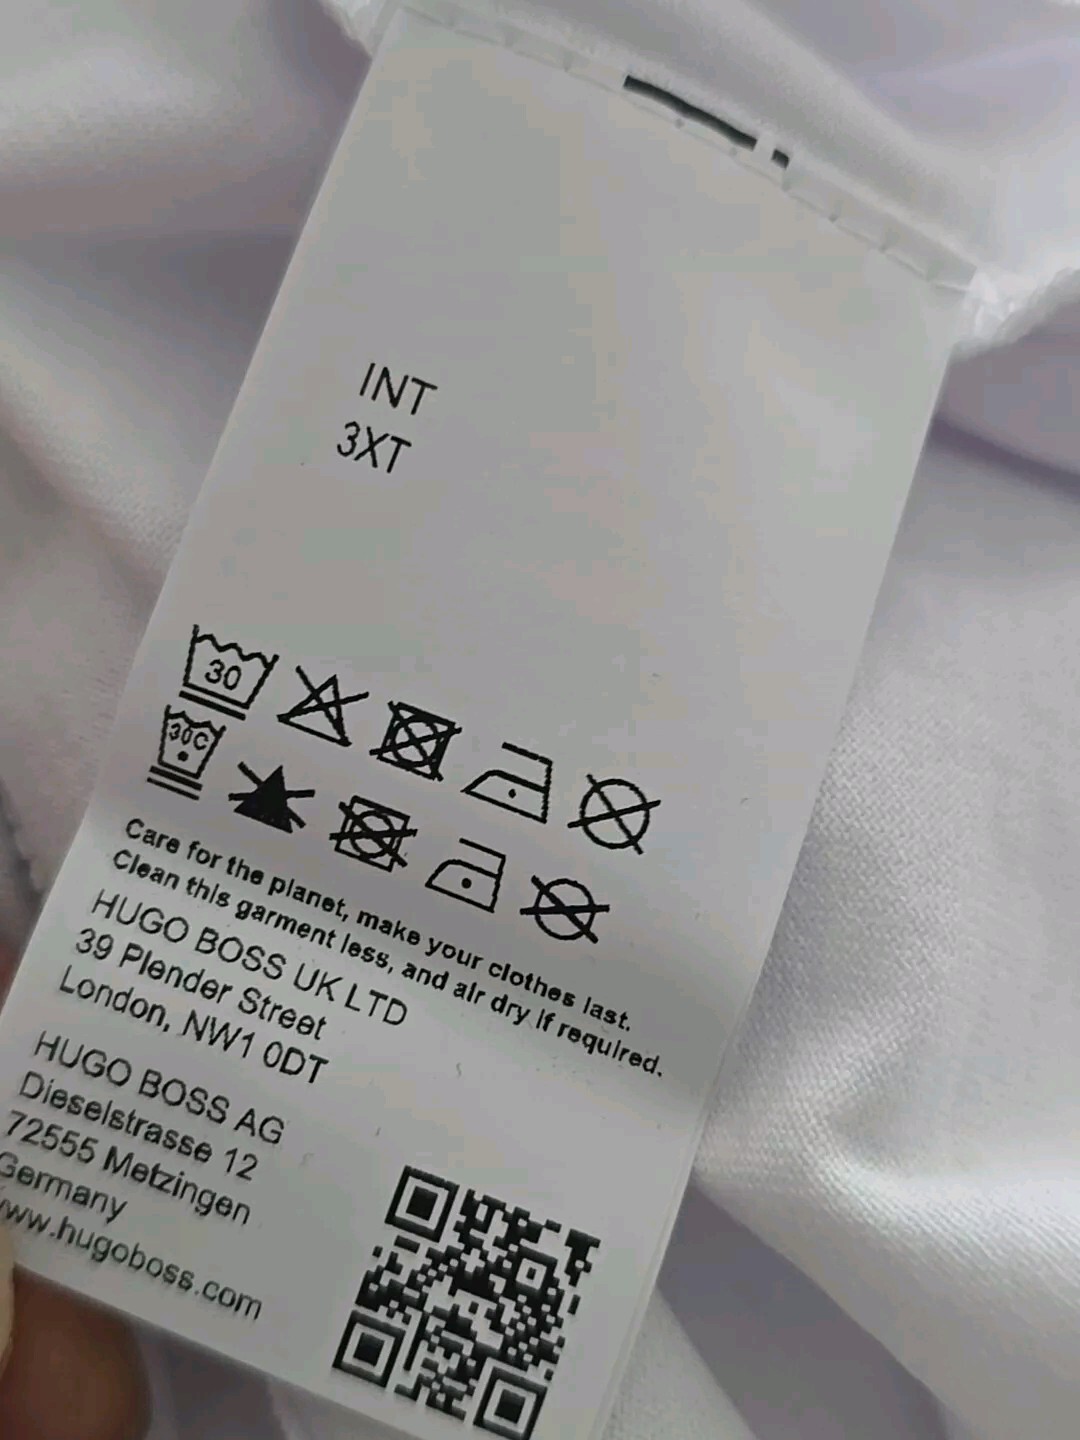 INT
3XT
30
30C
Care for the planet, make your clothes last.
Clean this garment less, and air dry if required.
HUGO BOSS UK LTD
39 Plender Street
London, NW1 0DT
HUGO BOSS AG
Dieselstrasse 12
72555 Metzingen
Germany
www.hugoboss.com